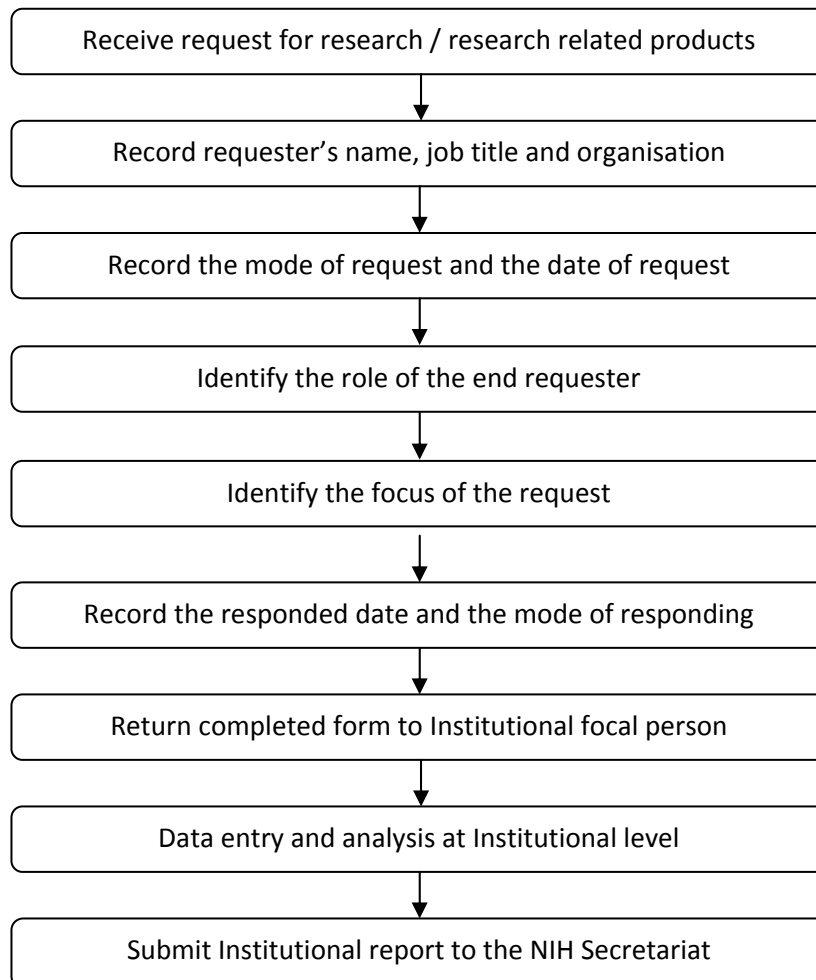 Receive request for research / research related products
Record requester’s name, job title and organisation
Record the mode of request and the date of request
Identify the role of the end requester
Identify the focus of the request
Record the responded date and the mode of responding
Return completed form to Institutional focal person
Data entry and analysis at Institutional level
Submit Institutional report to the NIH Secretariat